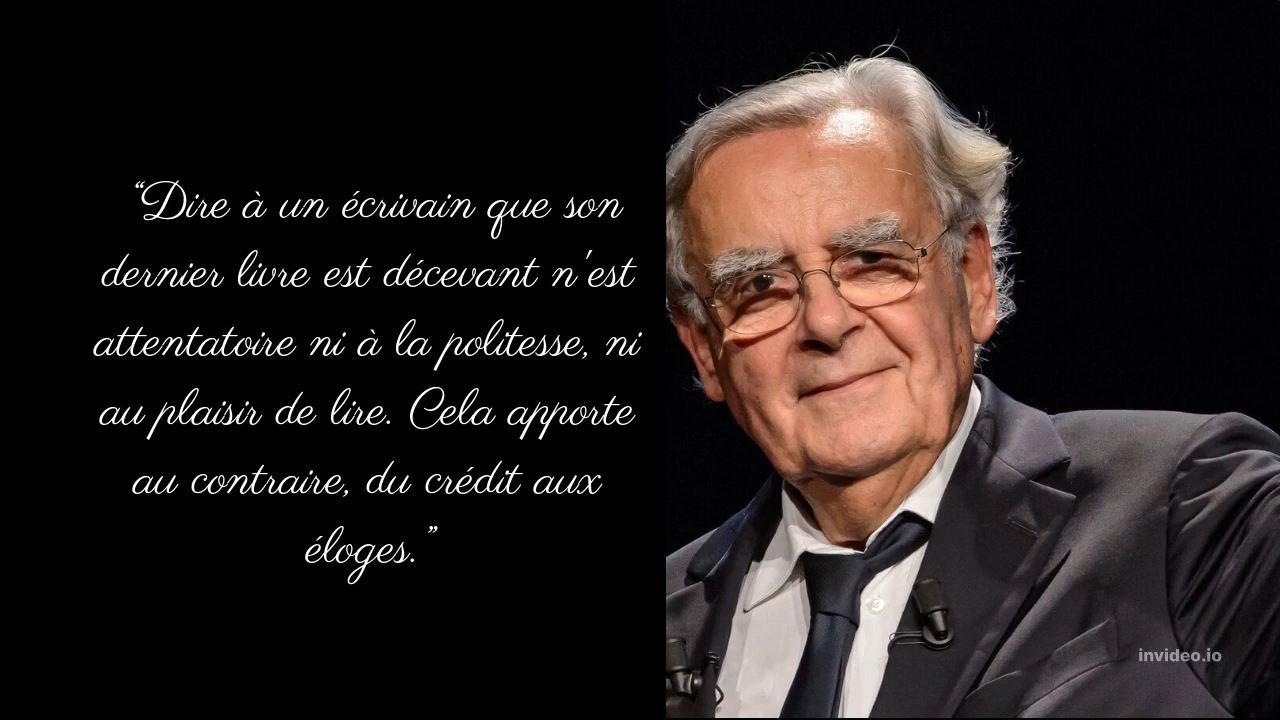 “Dire à un écrivain que son
dernier livre est décevant n'est
attentatoire ni à la politesse, ni
au plaisir de lire. Cela apporte
au contraire, du crédit aux
éloges.”
invideo.io